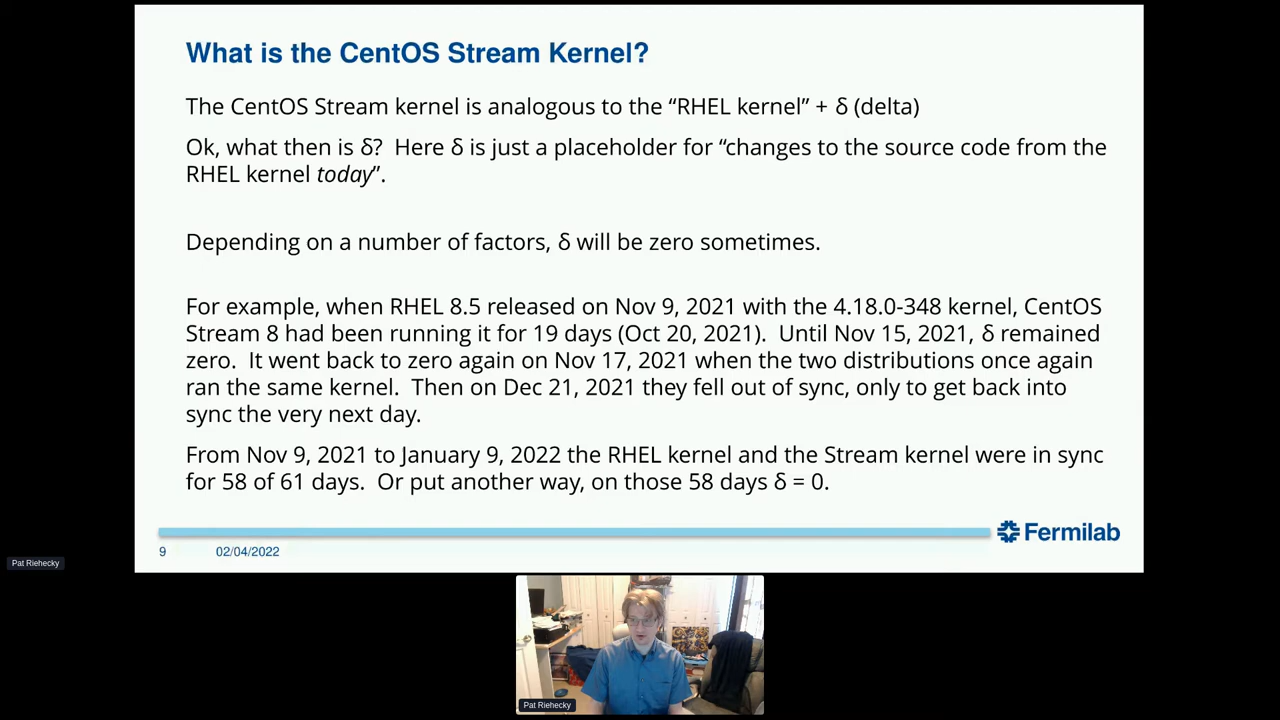 What is the CentOS Stream Kernel?
The CentOS Stream kernel is analogous to the “RHEL kernel” + δ (delta)
Ok, what then is δ?  Here δ is just a placeholder for “changes to the source code from the
RHEL kernel today”.
Depending on a number of factors, δ will be zero sometimes.
For example, when RHEL 8.5 released on Nov 9, 2021 with the 4.18.0-348 kernel, CentOS
Stream 8 had been running it for 19 days (Oct 20, 2021).  Until Nov 15, 2021, δ remained
zero.  It went back to zero again on Nov 17, 2021 when the two distributions once again
ran the same kernel.  Then on Dec 21, 2021 they fell out of sync, only to get back into
sync the very next day.
From Nov 9, 2021 to January 9, 2022 the RHEL kernel and the Stream kernel were in sync
for 58 of 61 days.  Or put another way, on those 58 days δ = 0.
Fermilab
9 02/04/2022
Pat Riehecky
Pat Riehecky